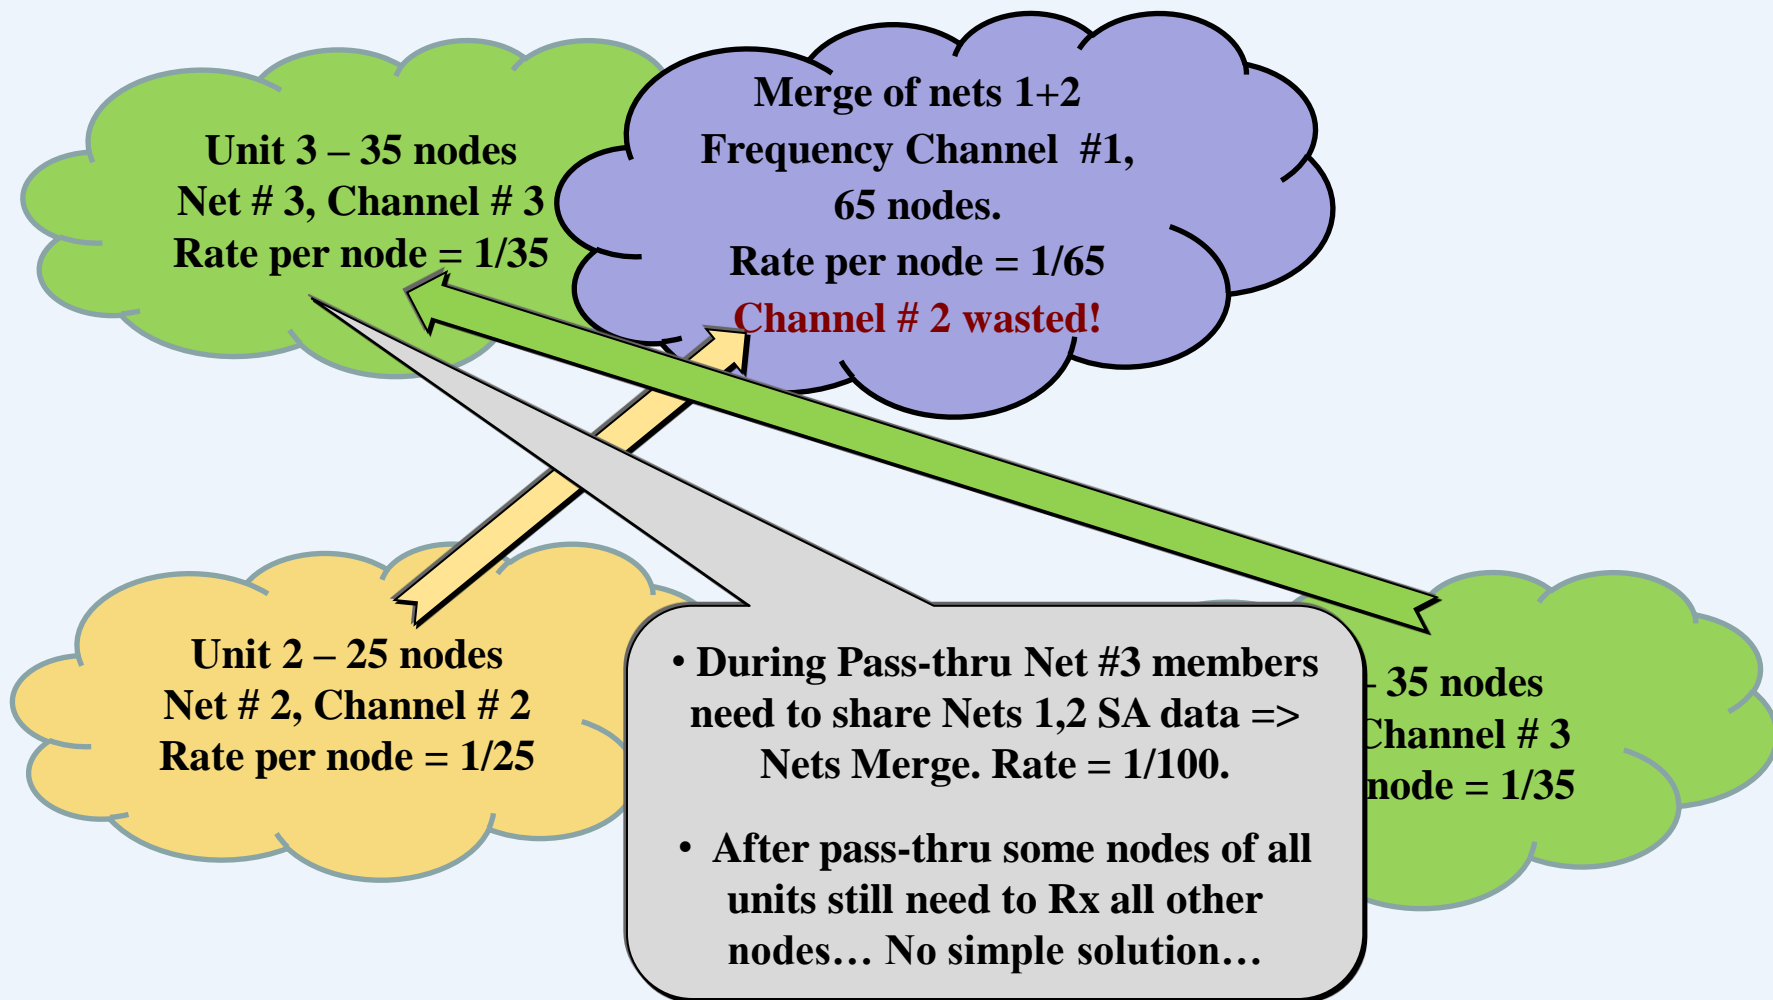 Unit 3 – 35 nodes
Net # 3, Channel # 3
Rate per node = 1/35
Merge of nets 1+2
Frequency Channel #1,
65 nodes.
Rate per node = 1/65
Channel # 2 wasted!
Unit 2 – 25 nodes
Net # 2, Channel # 2
Rate per node = 1/25
• During Pass-thru Net #3 members
need to share Nets 1,2 SA data =>
Nets Merge. Rate = 1/100.
• After pass-thru some nodes of all
units still need to Rx all other
nodes… No simple solution…
– 35 nodes
Channel # 3
node = 1/35